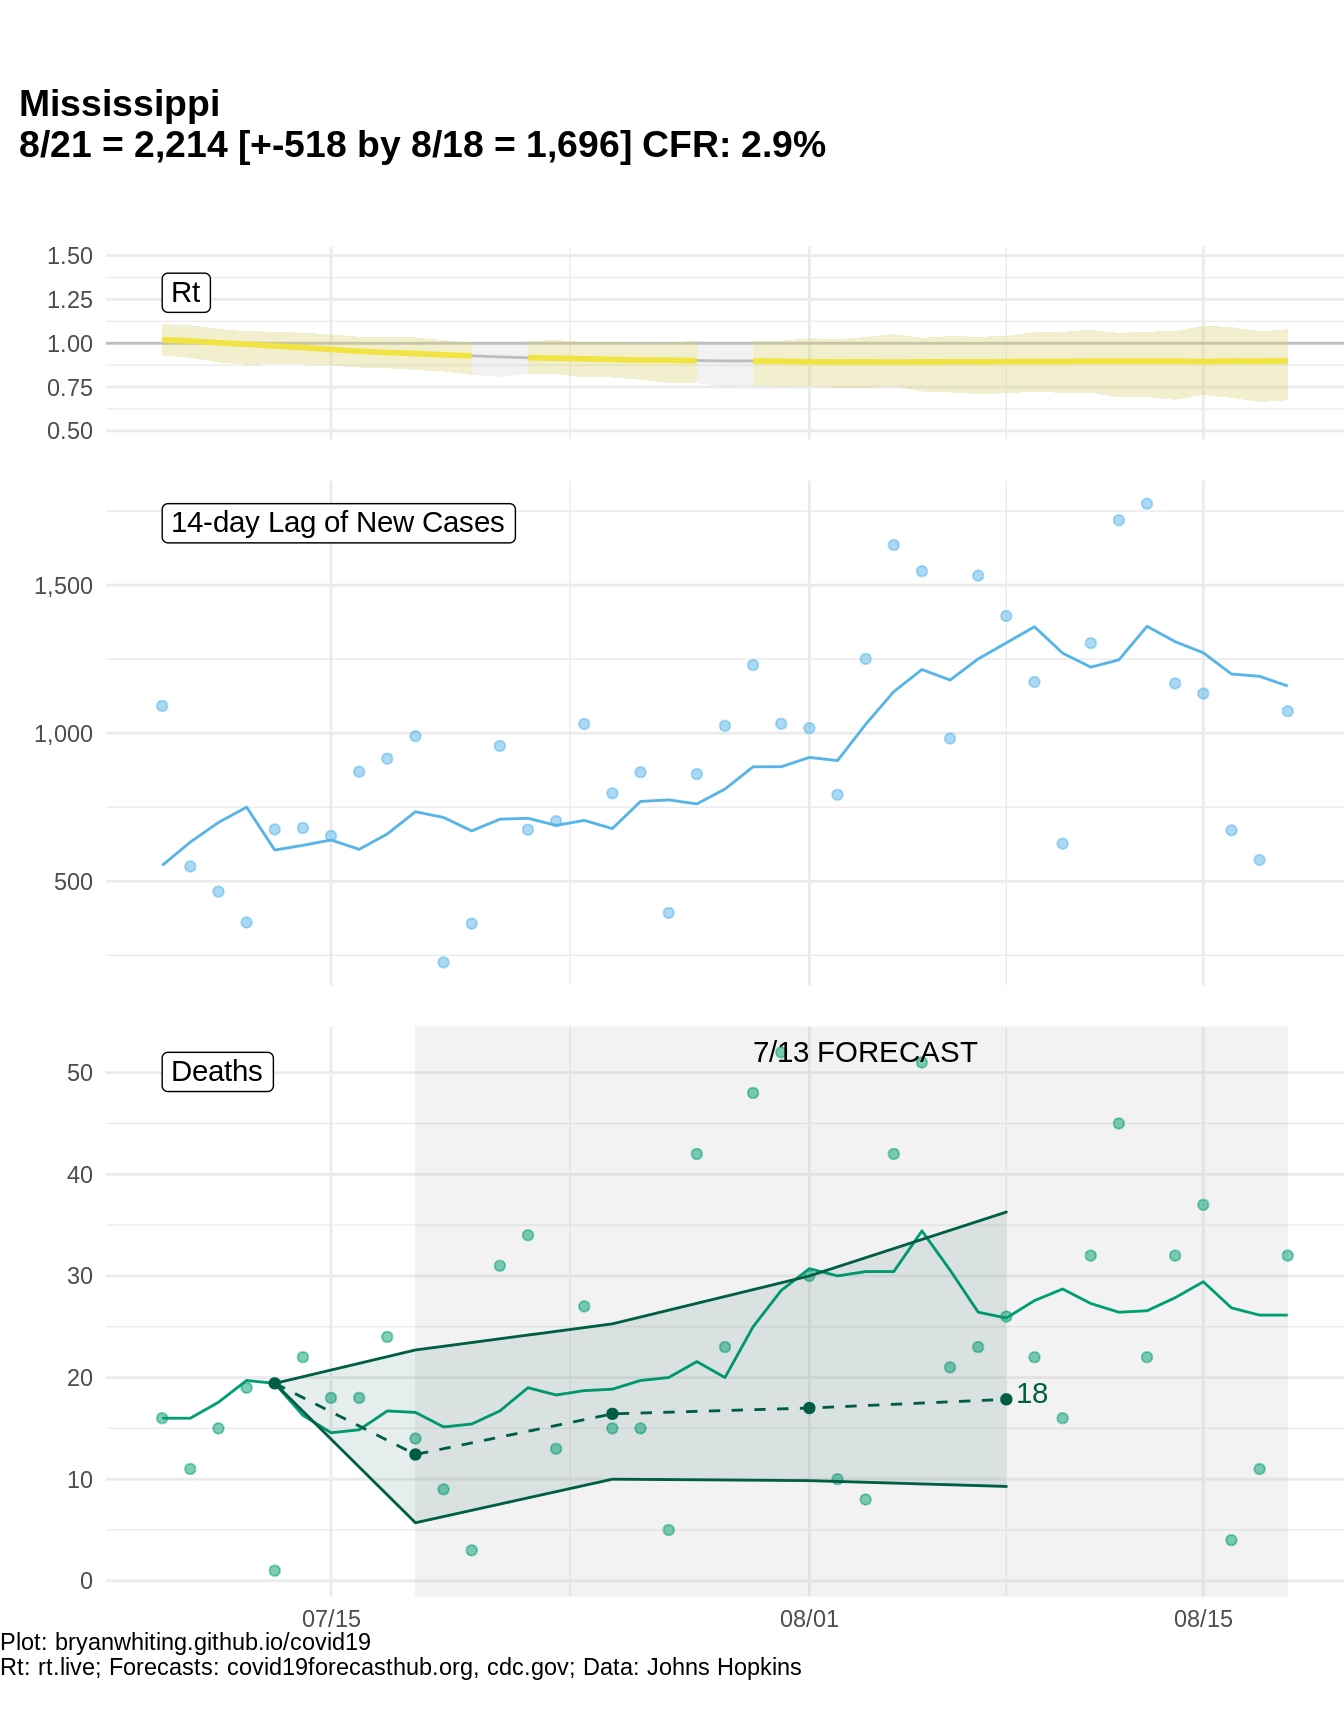 Mississippi
8/21 = 2,214 [+-518 by 8/18 = 1,696] CFR: 2.9%
1.50
Rt
1.25
1.00
0.75
0.50
14-day Lag of New Cases
1,500
1,000
500
7/13 FORECAST
Deaths
50
40
30
20
18
10
0
07/15
08/01
08/15
Plot: bryanwhiting.github.io/covid19
Rt: rt.live; Forecasts: covid19forecasthub.org, cdc.gov; Data: Johns Hopkins